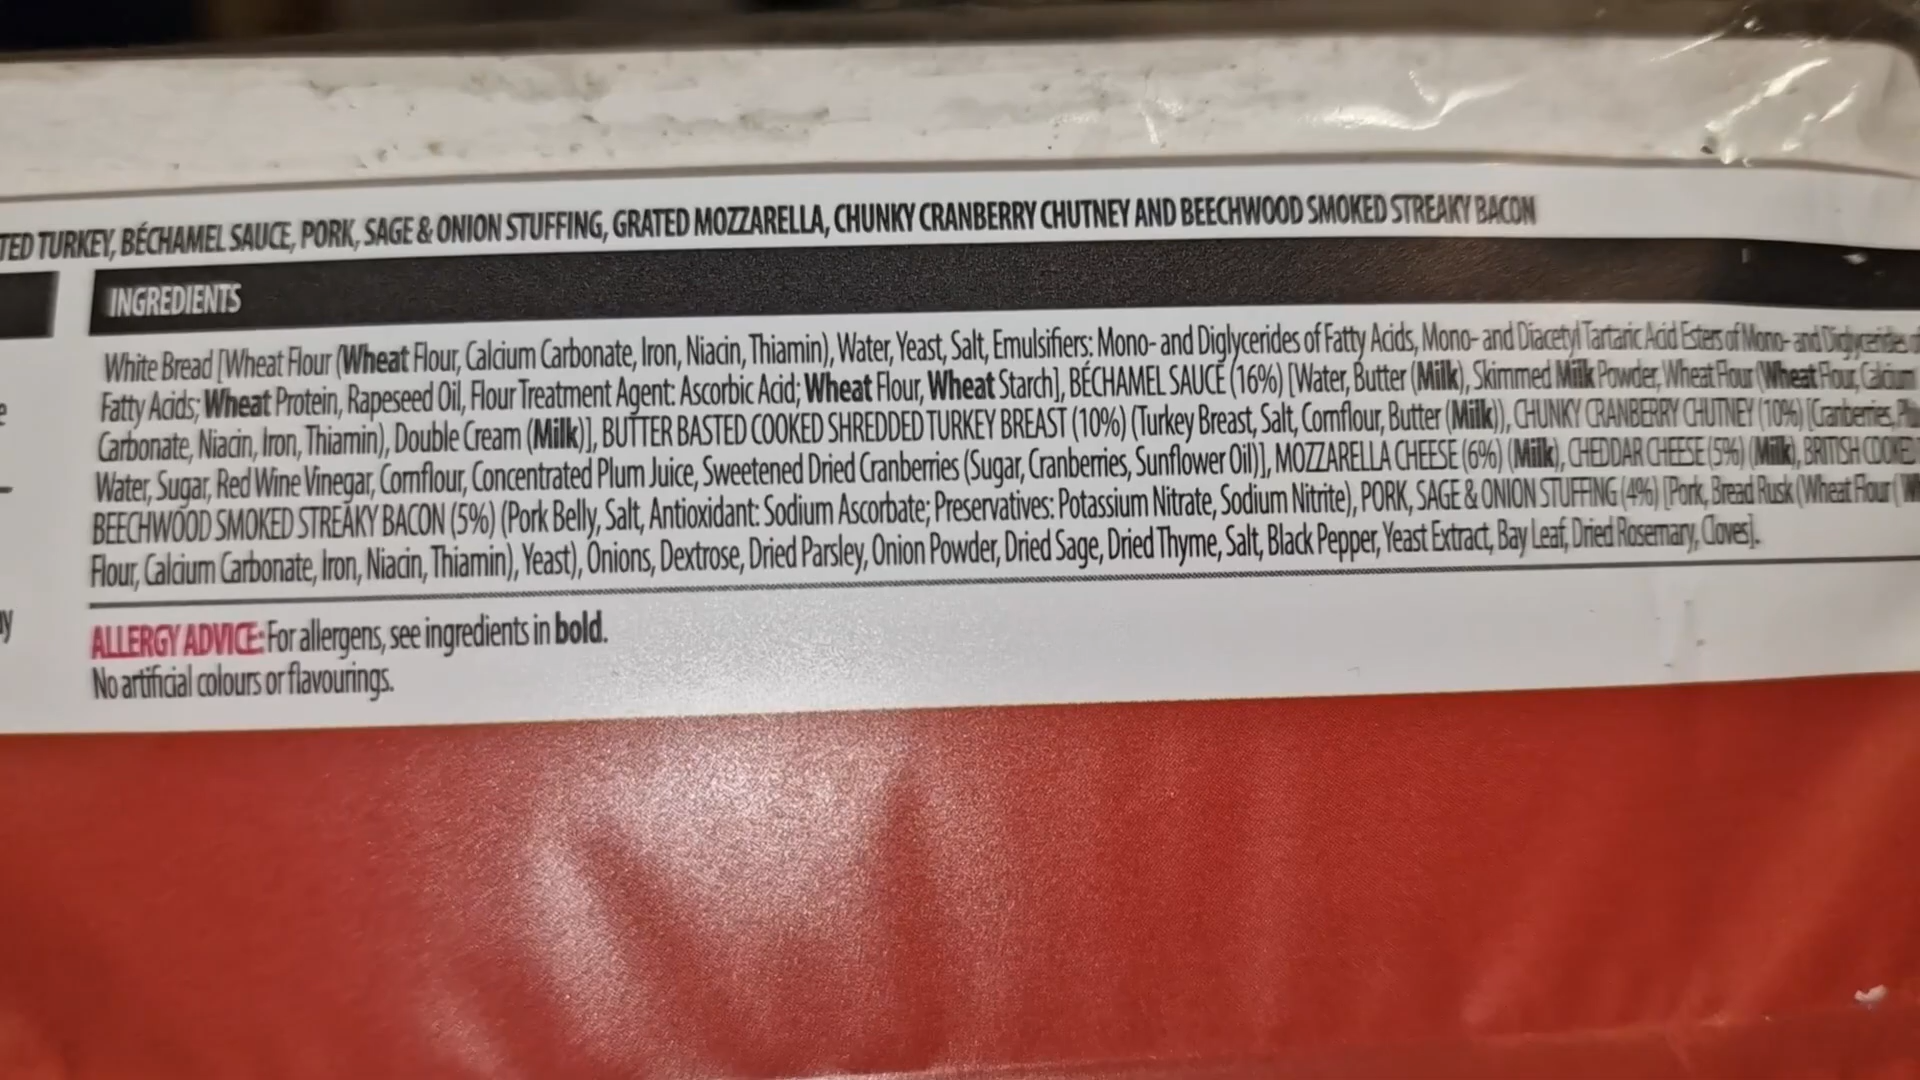 TED TURKEY, BÉCHAMEL SAUCE, PORK, SAGE & ONION STUFFING, GRATED MOZZARELLA, CHUNKY CRANBERRY CHUTNEY AND BEECHWOOD SMOKED STREAKY BACON
INGREDIENTS
White Bread [Wheat Flour (Wheat Flour, Calcium Carbonate, Iron, Niacin, Thiamin), Water, Yeast, Salt, Emulsifiers: Mono- and Diglycerides of Fatty Acids, Mono- and Diacetyl Tartaric Acid Esters of Mono- and Diglycerides of
Fatty Acids; Wheat Protein, Rapeseed Oil, Flour Treatment Agent: Ascorbic Acid; Wheat Flour, Wheat Starch], BÉCHAMEL SAUCE (16%) [Water, Butter (Milk), Skimmed Milk Powder, Wheat Flour (Wheat Flour, Calcium
Carbonate, Niacin, Iron, Thiamin), Double Cream (Milk)], BUTTER BASTED COOKED SHREDDED TURKEY BREAST (10%) (Turkey Breast, Salt, Cornflour, Butter (Milk)), CHUNKY CRANBERRY CHUTNEY (10%) [Cranberries,
Water, Sugar, Red Wine Vinegar, Cornflour, Concentrated Plum Juice, Sweetened Dried Cranberries (Sugar, Cranberries, Sunflower Oil)], MOZZARELLA CHEESE (6%) (Milk), CHEDDAR CHEESE (5%) (Milk), BRITISH COOKED
BEECHWOOD SMOKED STREAKY BACON (5%) (Pork Belly, Salt, Antioxidant: Sodium Ascorbate; Preservatives: Potassium Nitrate, Sodium Nitrite), PORK, SAGE & ONION STUFFING (4%) [Pork, Bread Rusk (Wheat Flour (
Flour, Calcium Carbonate, Iron, Niacin, Thiamin), Yeast), Onions, Dextrose, Dried Parsley, Onion Powder, Dried Sage, Dried Thyme, Salt, Black Pepper, Yeast Extract, Bay Leaf, Dried Rosemary, Cloves].
ALLERGY ADVICE: For allergens, see ingredients in bold.
No artificial colours or flavourings.